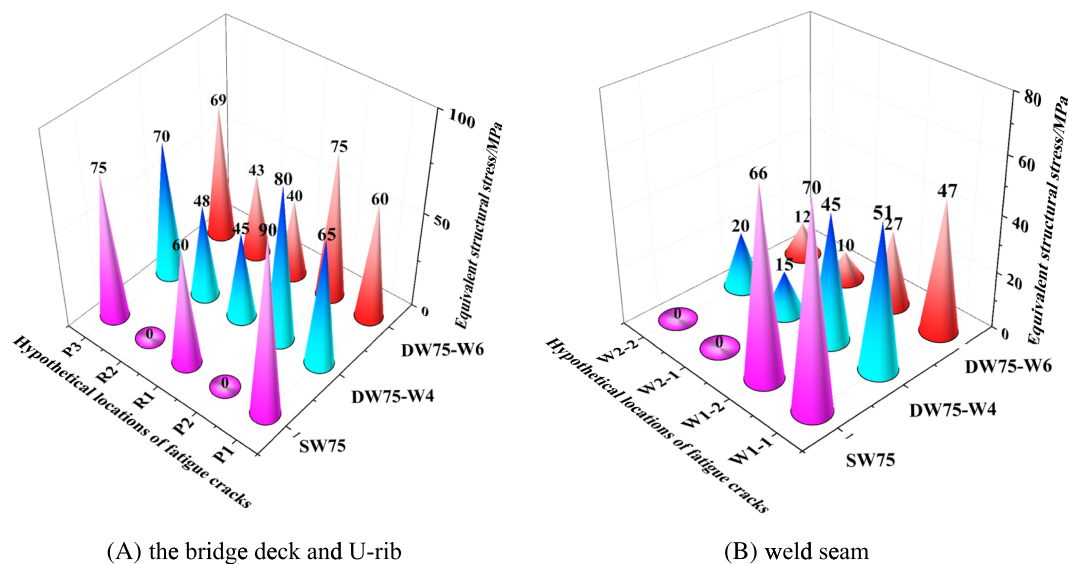 100
69
70
75
75
43
80
40
48
50
45
90
60
65
60
0
0
0
Equivalent structural stress/MPa
P3
R2
R1
P2
P1
SW75
DW75-W4
DW75-W6
Hypothetical locations of fatigue cracks
(A) the bridge deck and U-rib
80
66
70
60
47
45
51
27
20
12
40
10
15
20
0
0
0
Equivalent structural stress/MPa
W2-2
W2-1
W1-2
W1-1
SW75
DW75-W4
DW75-W6
Hypothetical locations of fatigue cracks
(B) weld seam